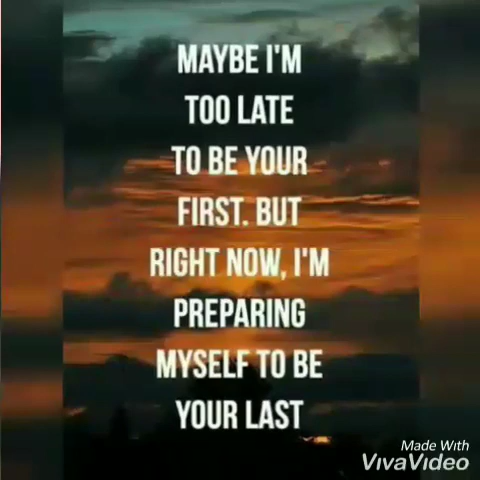 MAYBE I'M
TOO LATE
TO BE YOUR
FIRST. BUT
RIGHT NOW, I'M
PREPARING
MYSELF TO BE
YOUR LAST
Made With
VivaVideo